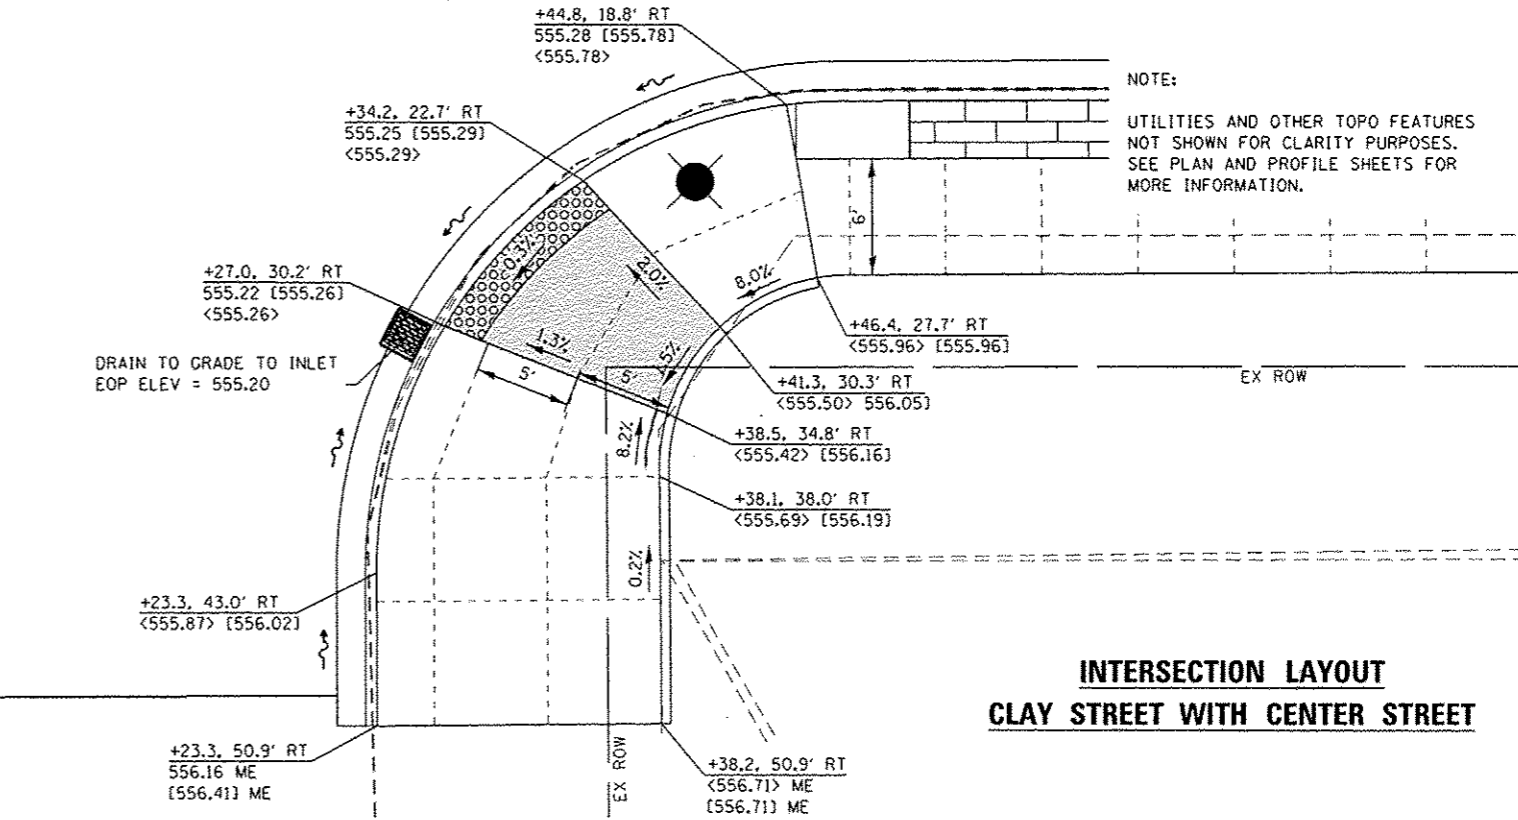 +44.8, 18.8' RT
555.28 [555.78]
<555.78>
NOTE:
UTILITIES AND OTHER TOPO FEATURES
NOT SHOWN FOR CLARITY PURPOSES.
SEE PLAN AND PROFILE SHEETS FOR
MORE INFORMATION.
+34.2, 22.7' RT
555.25 [555.29]
<555.29>
6'
0.3%
2.0%
8.0%
+27.0, 30.2' RT
555.22 [555.26]
<555.26>
+46.4, 27.7' RT
<555.96> [555.96]
DRAIN TO GRADE TO INLET
EOP ELEV = 555.20
1.3%
1.5%
5'
5'
EX ROW
+41.3, 30.3' RT
<555.50> 556.05]
8.2%
+38.5, 34.8' RT
<555.42> [556.16]
+38.1, 38.0' RT
<555.69> [556.19]
0.2%
+23.3, 43.0' RT
<555.87> [556.02]
INTERSECTION LAYOUT
CLAY STREET WITH CENTER STREET
+23.3, 50.9' RT
556.16 ME
[556.41] ME
EX ROW
+38.2, 50.9' RT
<556.71> ME
[556.71] ME